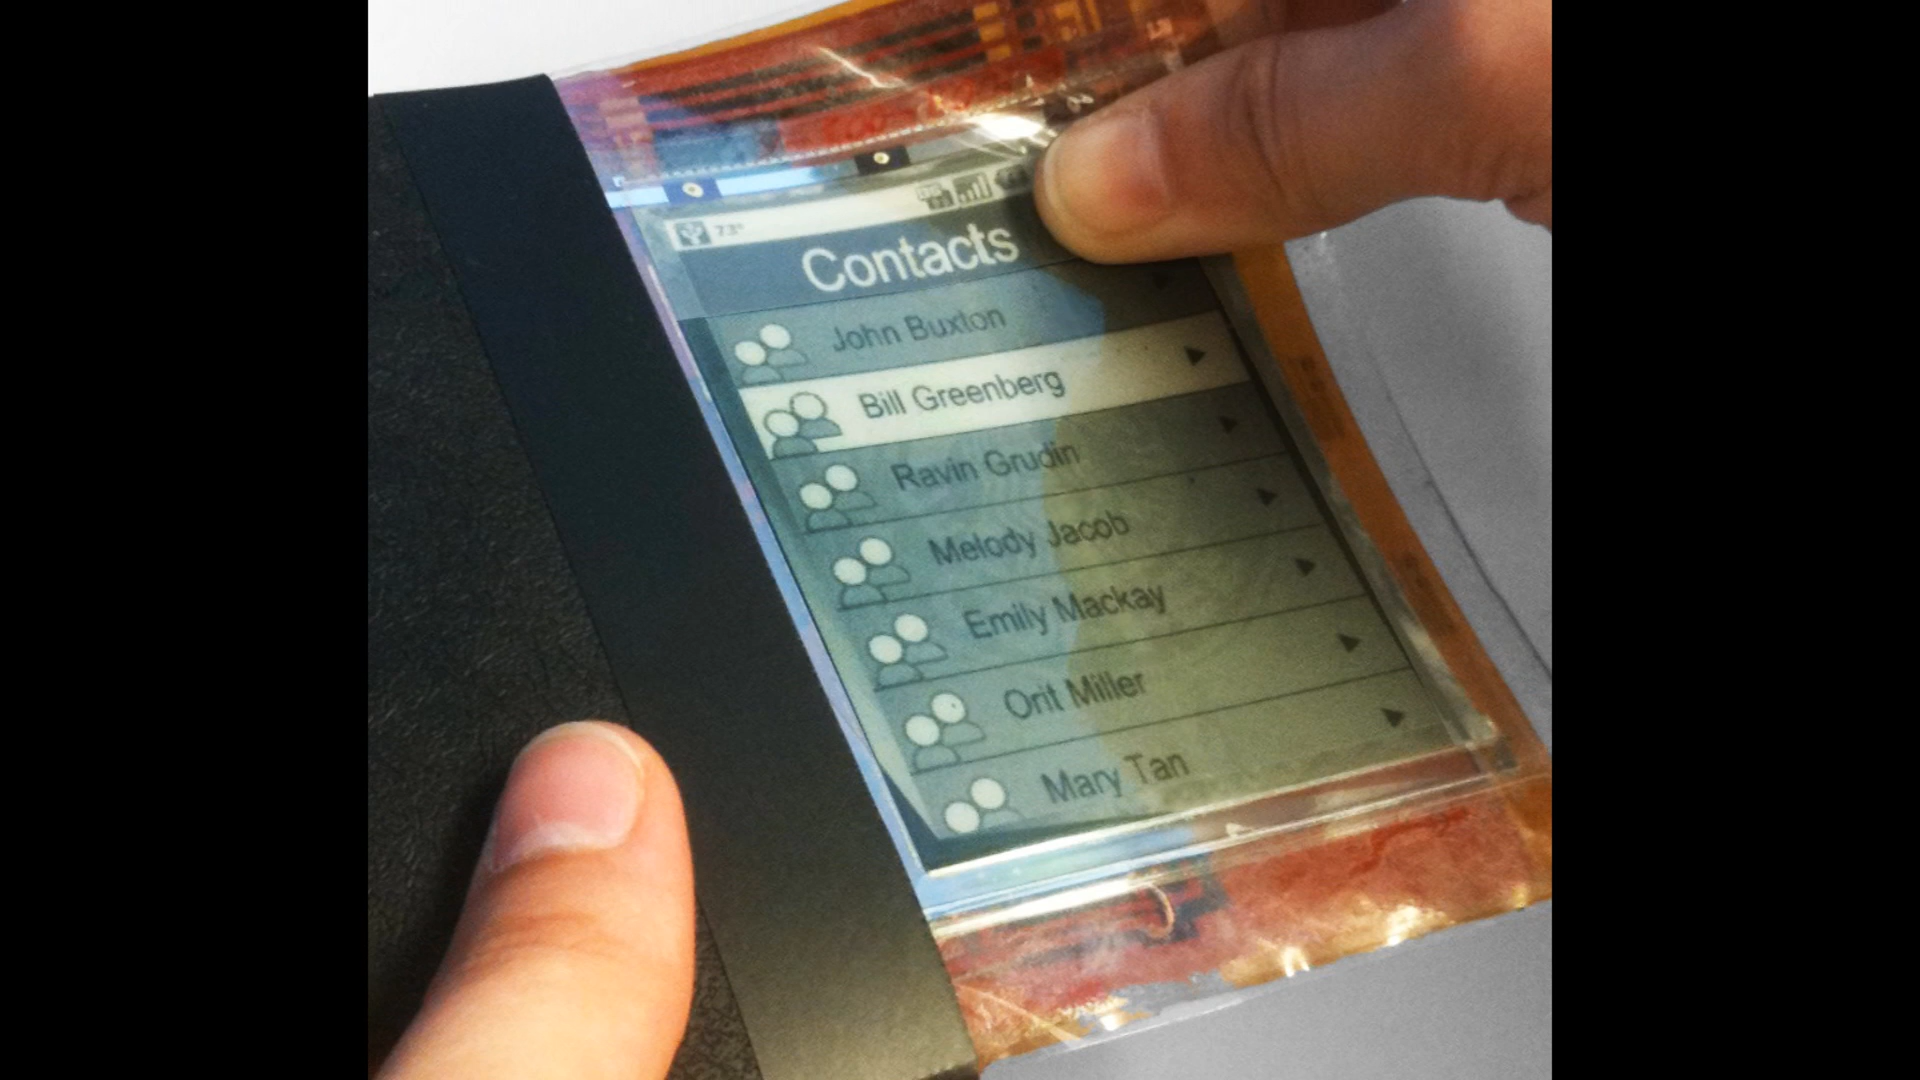 73°
Contacts
John Buxton
Bill Greenberg
Ravin Grudin
Melody Jacob
Emily Mackay
Orit Miller
Mary Tan